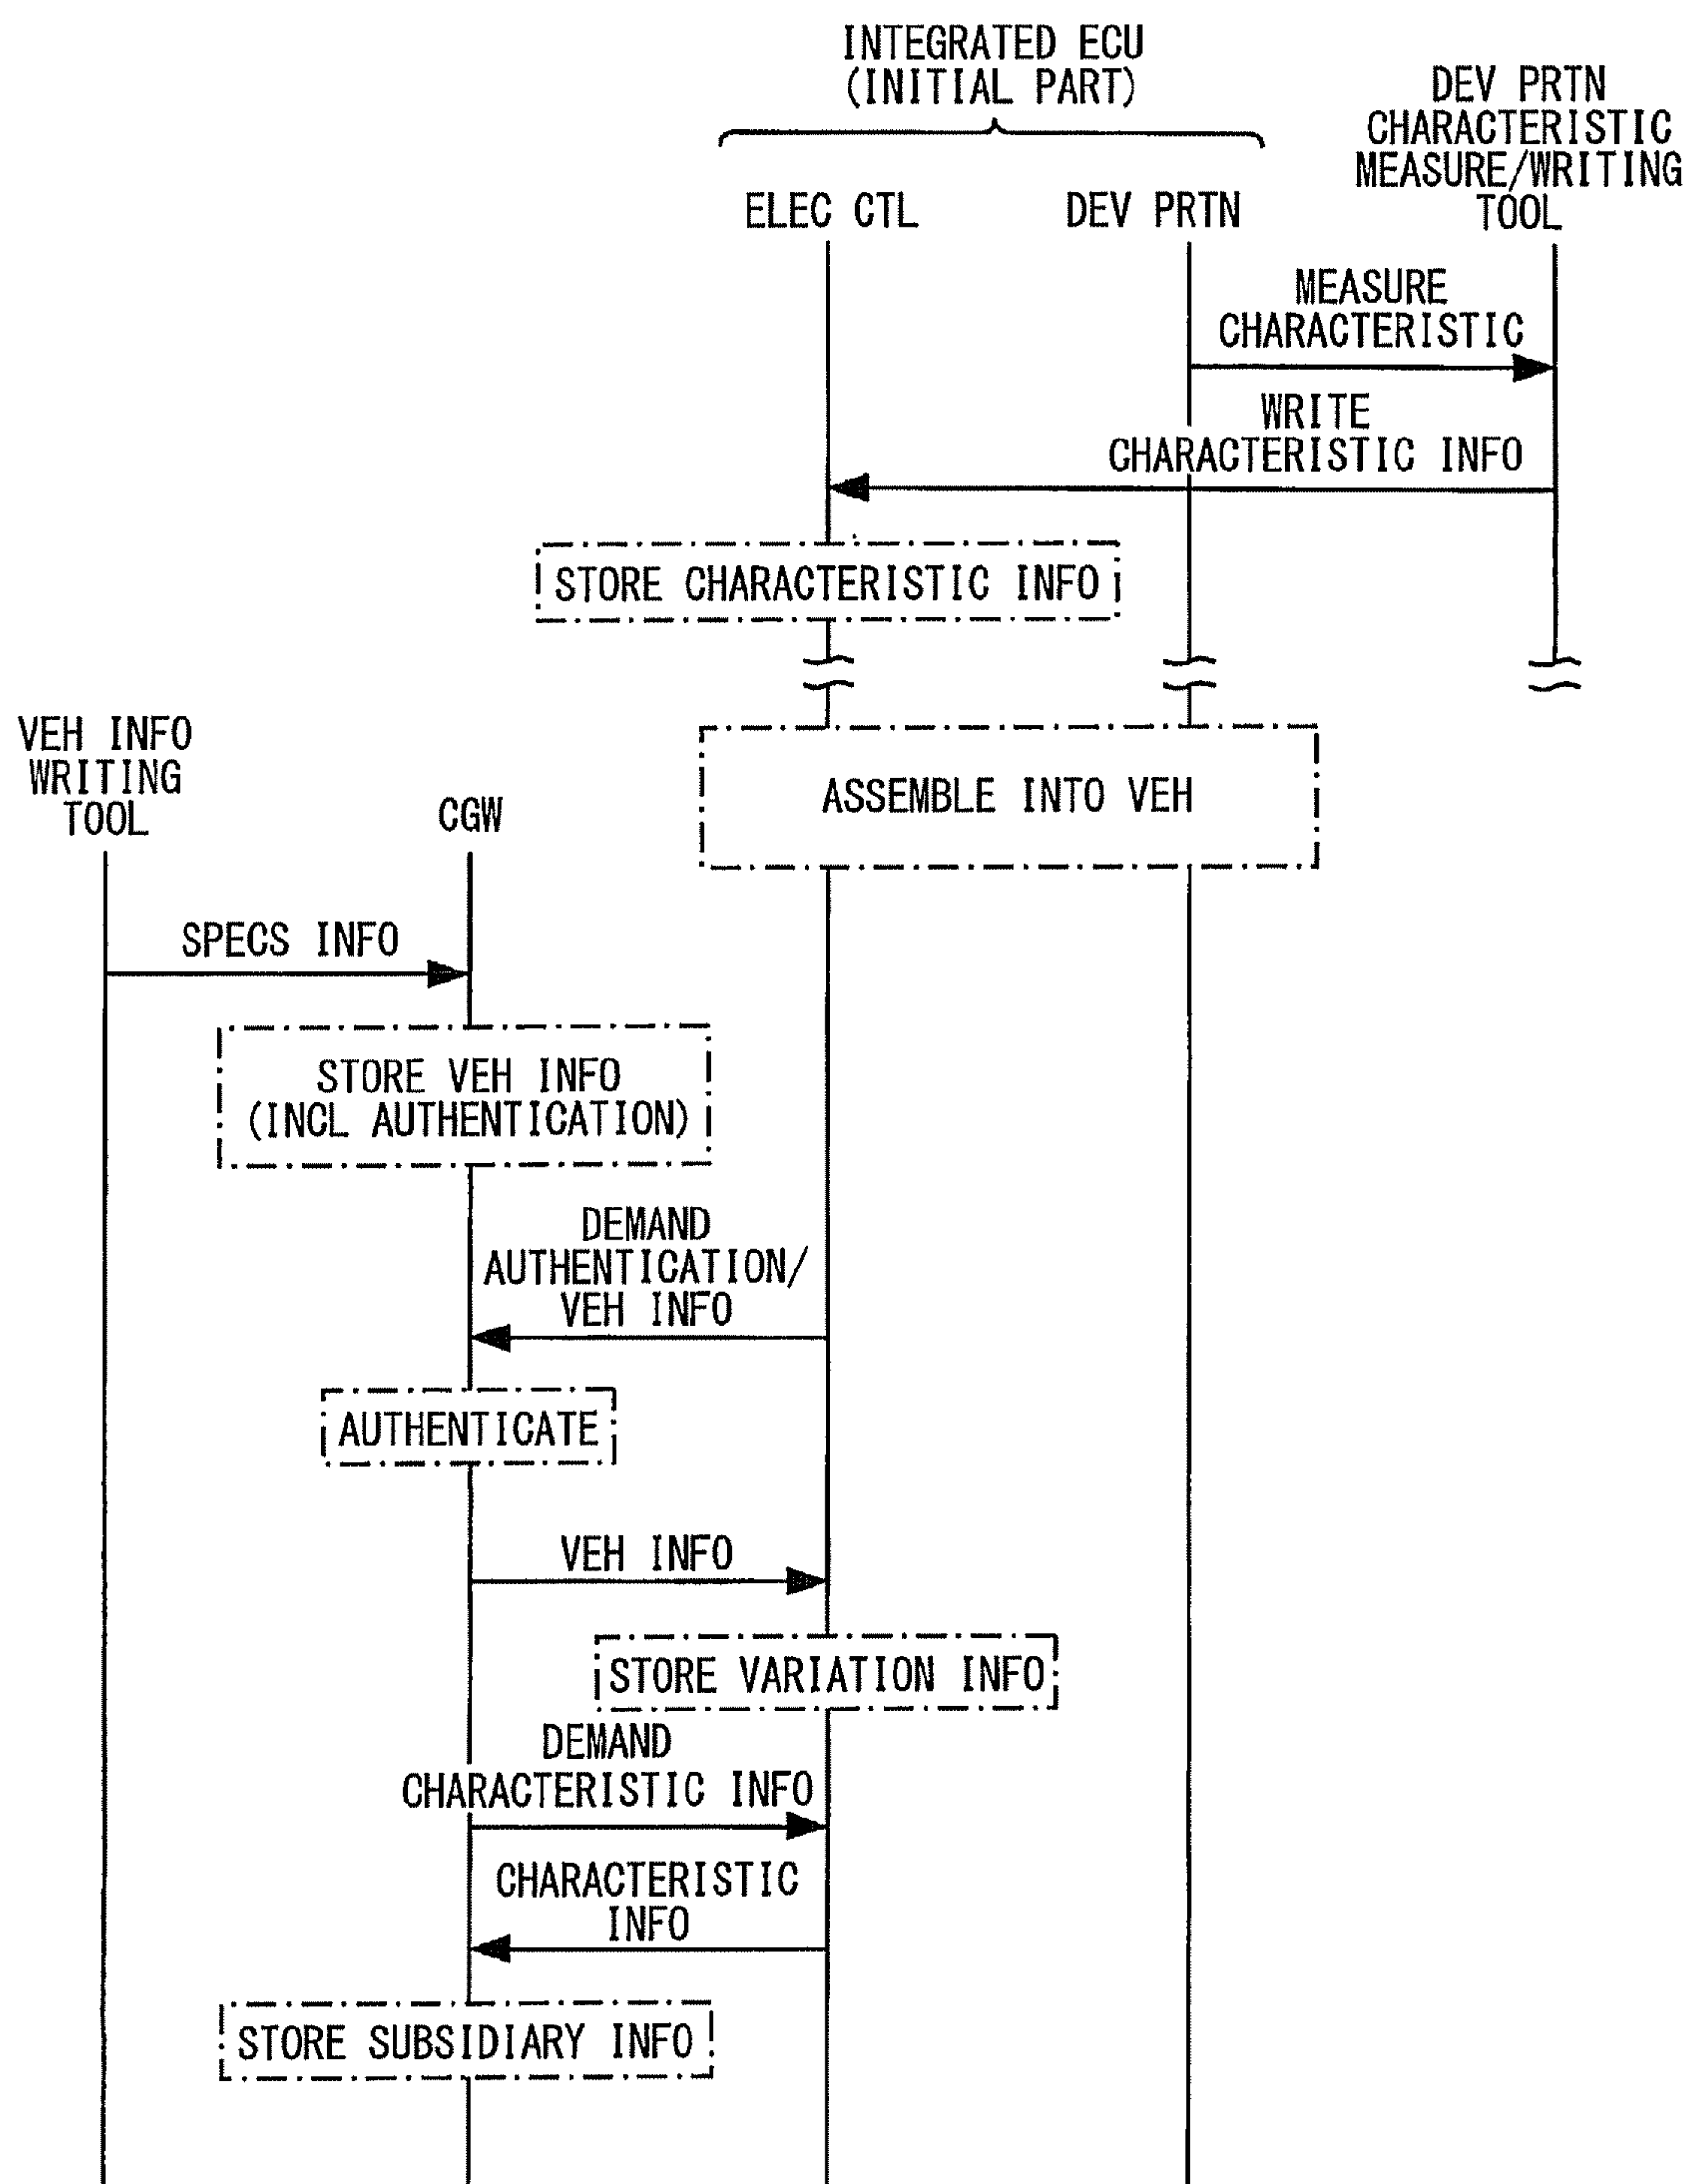 INTEGRATED ECU
(INITIAL PART)
DEV PRTN
CHARACTERISTIC
MEASURE/WRITING
TOOL
ELEC CTL
DEV PRTN
MEASURE
CHARACTERISTIC
WRITE
CHARACTERISTIC INFO
STORE CHARACTERISTIC INFO
VEH INFO
WRITING
TOOL
CGW
ASSEMBLE INTO VEH
SPECS INFO
STORE VEH INFO
(INCL AUTHENTICATION)
DEMAND
AUTHENTICATION/
VEH INFO
AUTHENTICATE
VEH INFO
STORE VARIATION INFO
DEMAND
CHARACTERISTIC INFO
CHARACTERISTIC
INFO
STORE SUBSIDIARY INFO